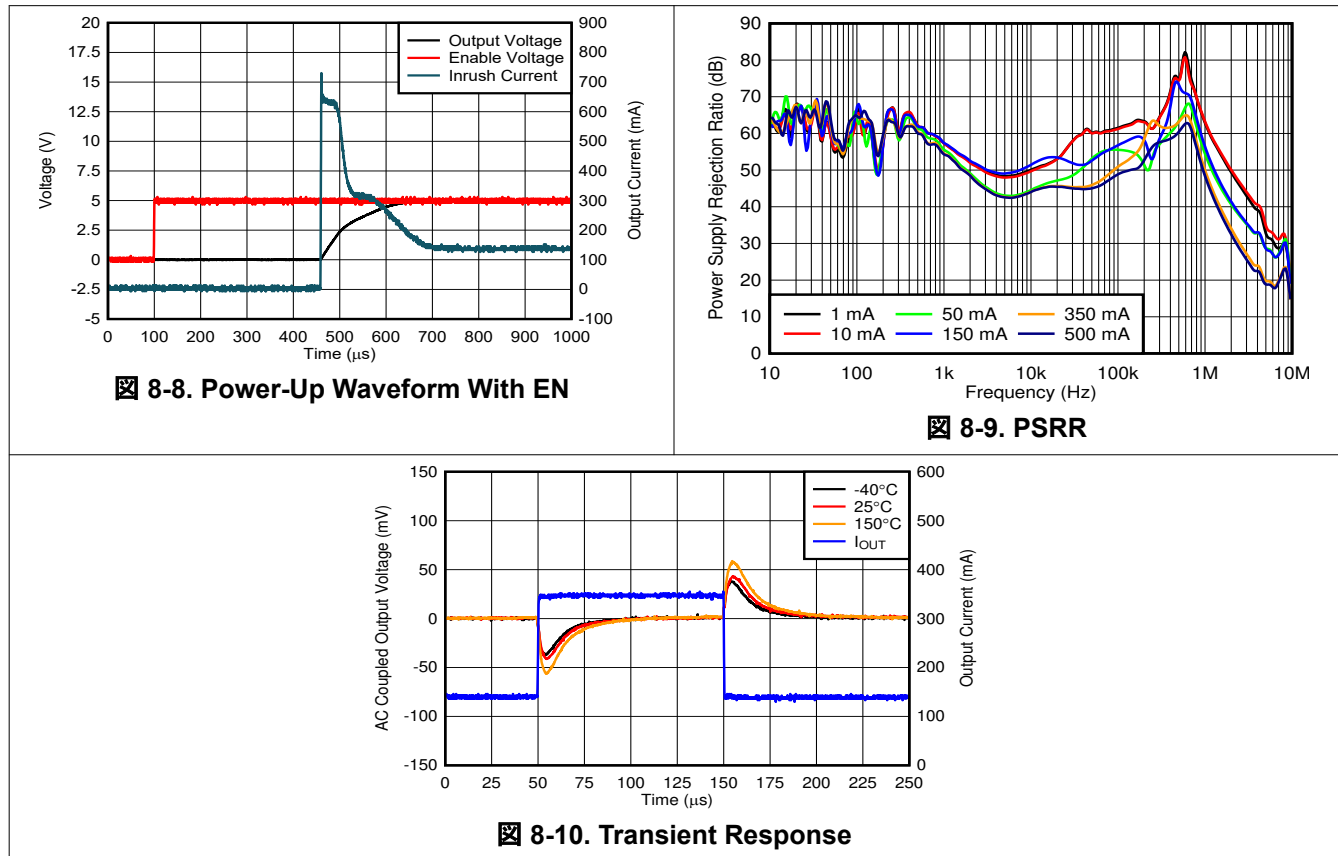 20
17.5
15
12.5
10
7.5
5
2.5
0
-2.5
-5
Voltage (V)
900
800
700
600
500
400
300
200
100
0
-100
Output Current (mA)
Output Voltage
Enable Voltage
Inrush Current
0 100 200 300 400 500 600 700 800 900 1000
Time (μs)
図 8-8. Power-Up Waveform With EN
90
80
70
60
50
40
30
20
10
0
Power Supply Rejection Ratio (dB)
1 mA 50 mA 350 mA
10 mA 150 mA 500 mA
10 100 1k 10k 100k 1M 10M
Frequency (Hz)
図 8-9. PSRR
150
100
50
0
-50
-100
-150
AC Coupled Output Voltage (mV)
600
500
400
300
200
100
0
Output Current (mA)
-40°C
25°C
150°C
IOUT
0 25 50 75 100 125 150 175 200 225 250
Time (μs)
図 8-10. Transient Response